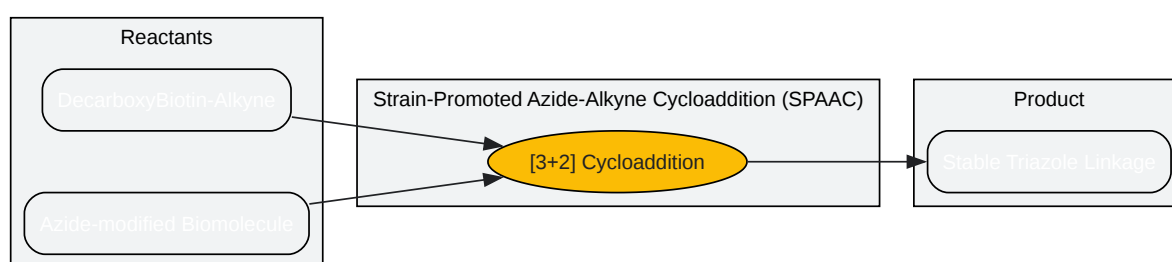 Reactants
DecarboxyBiotin-Alkyne
Azide-modified Biomolecule
Strain-Promoted Azide-Alkyne Cycloaddition (SPAAC)
[3+2] Cycloaddition
Product
Stable Triazole Linkage